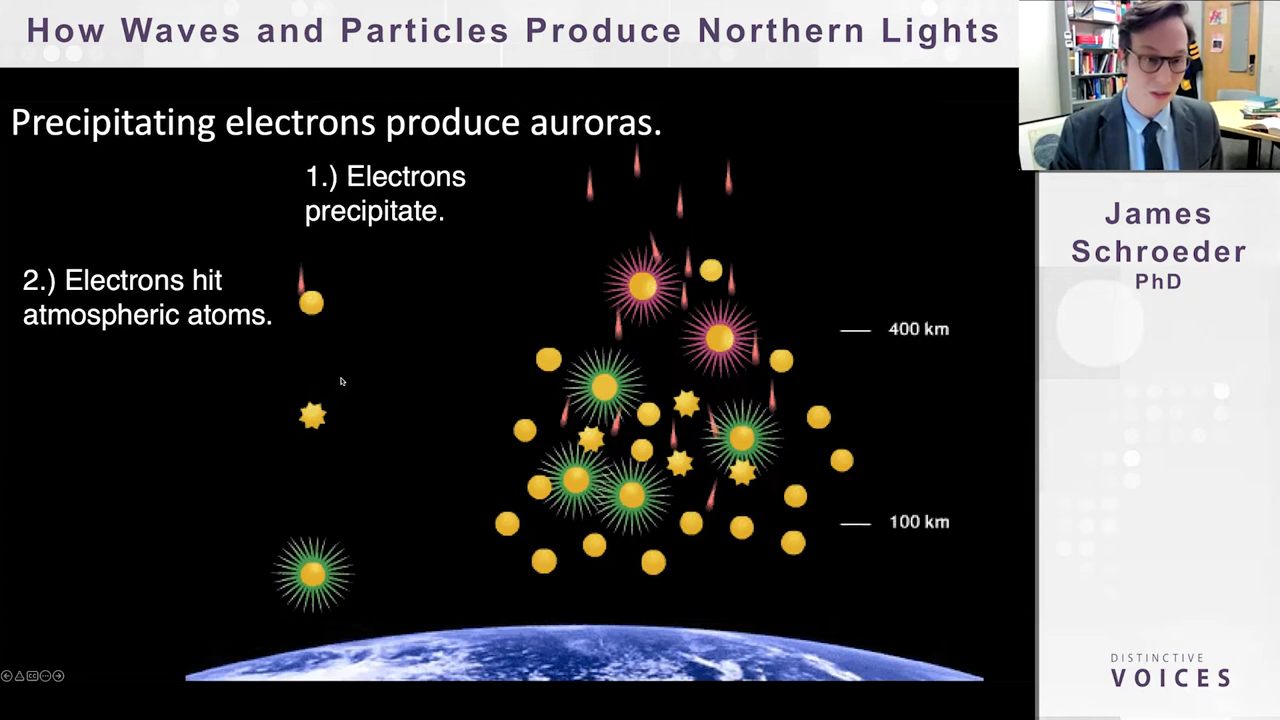 How Waves and Particles Produce Northern Lights
Precipitating electrons produce auroras.
1.) Electrons
precipitate.
2.) Electrons hit
atmospheric atoms.
400 km
100 km
James
Schroeder
PhD
DISTINCTIVE
VOICES